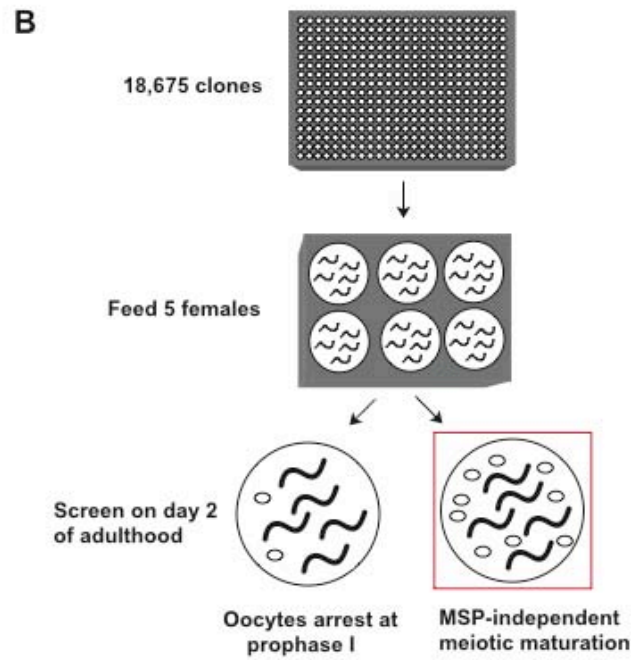 B
18,675 clones
Feed 5 females
Screen on day 2
of adulthood
Oocytes arrest at
prophase I
MSP-independent
meiotic maturation